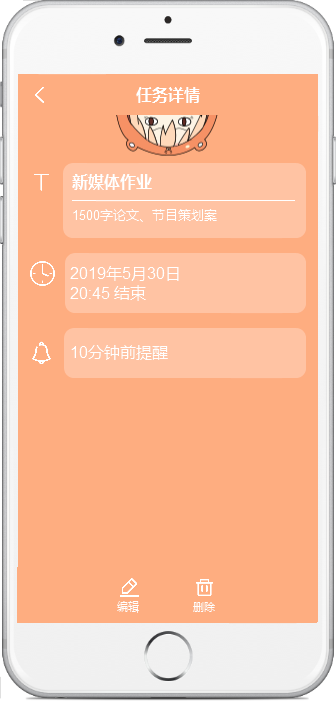 任务详情
T
新媒体作业
1500字论文、节目策划案
2019年5月30日
20:45 结束
10分钟前提醒
编辑
删除